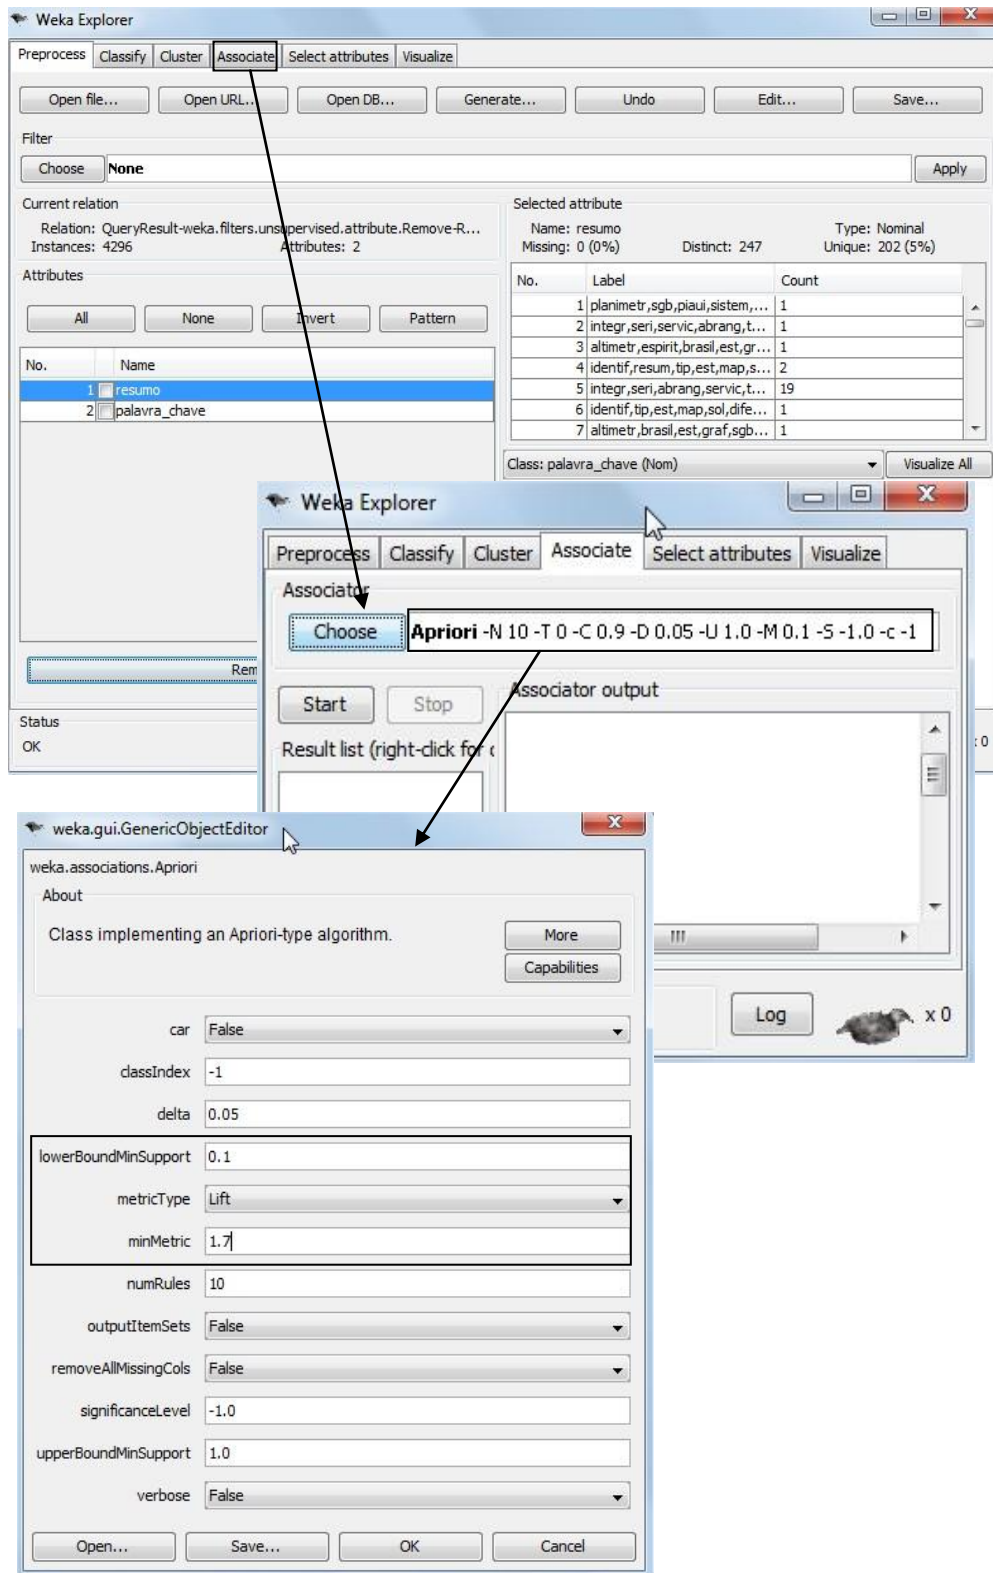 Weka Explorer
Preprocess Classify Cluster Associate Select attributes Visualize
Open file... Open URL... Open DB... Generate... Undo Edit... Save...
Filter
Choose None Apply
Current relation
Relation: QueryResult-weka.filters.unsupervised.attribute.Remove-R...
Instances: 4296 Attributes: 2
Selected attribute
Name: resumo Type: Nominal
Missing: 0 (0%) Distinct: 247 Unique: 202 (5%)
Attributes
All None Invert Pattern
No. Name
1 resumo
2 palavra_chave
No. Label Count
1 planimetr,sgb,piaui,sistem,... 1
2 integr,seri,servic,abrang,t... 1
3 altimetr,espirit,brasil,est,gr... 1
4 identif,resum,tip,est,map,s... 2
5 integr,seri,abrang,servic,t... 19
6 identif,tip,est,map,sol,dife... 1
7 altimetr,brasil,est,graf,sgb... 1
Class: palavra_chave (Nom) Visualize All
Rem
Status
OK
x 0
Weka Explorer
Preprocess Classify Cluster Associate Select attributes Visualize
Associator
Choose Apriori -N 10 -T 0 -C 0.9 -D 0.05 -U 1.0 -M 0.1 -S -1.0 -c -1
Start Stop
Associator output
Result list (right-click for
Log x 0
weka.gui.GenericObjectEditor
weka.associations.Apriori
About
Class implementing an Apriori-type algorithm.
More
Capabilities
car False
classIndex -1
delta 0.05
lowerBoundMinSupport 0.1
metricType Lift
minMetric 1.7
numRules 10
outputItemSets False
removeAllMissingCols False
significanceLevel -1.0
upperBoundMinSupport 1.0
verbose False
Open... Save... OK Cancel